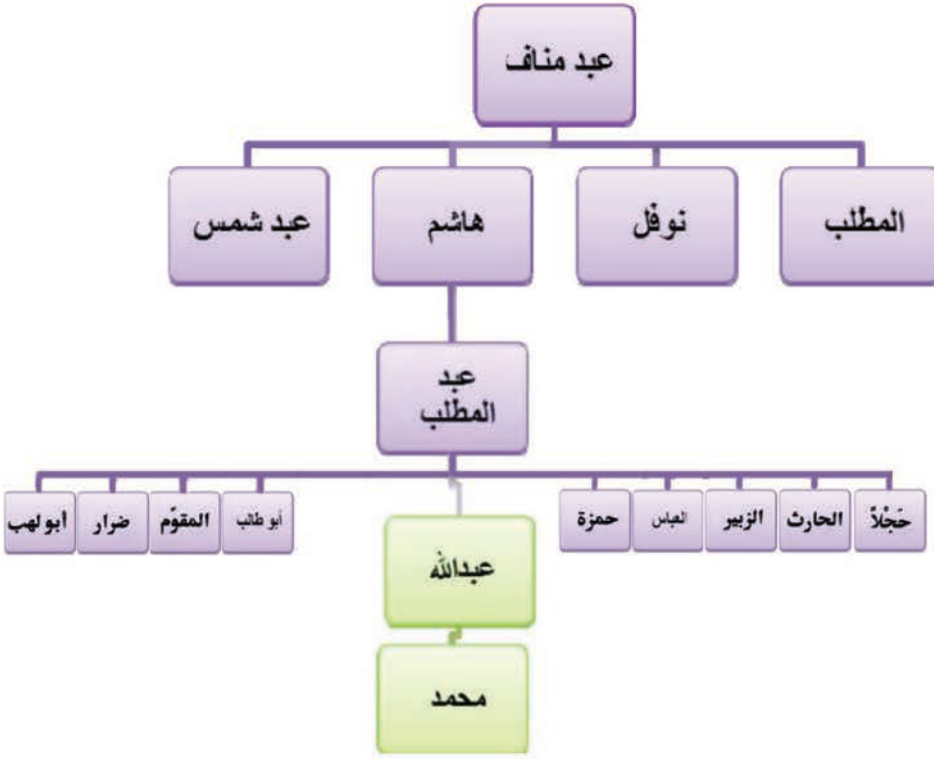 عبد مناف
المطلب
نوفل
هاشم
عبد شمس
عبد
المطلب
حَجْلاً
الحارث
الزبير
العباس
حمزة
أبو طالب
المقوّم
ضرار
أبو لهب
عبدالله
محمد